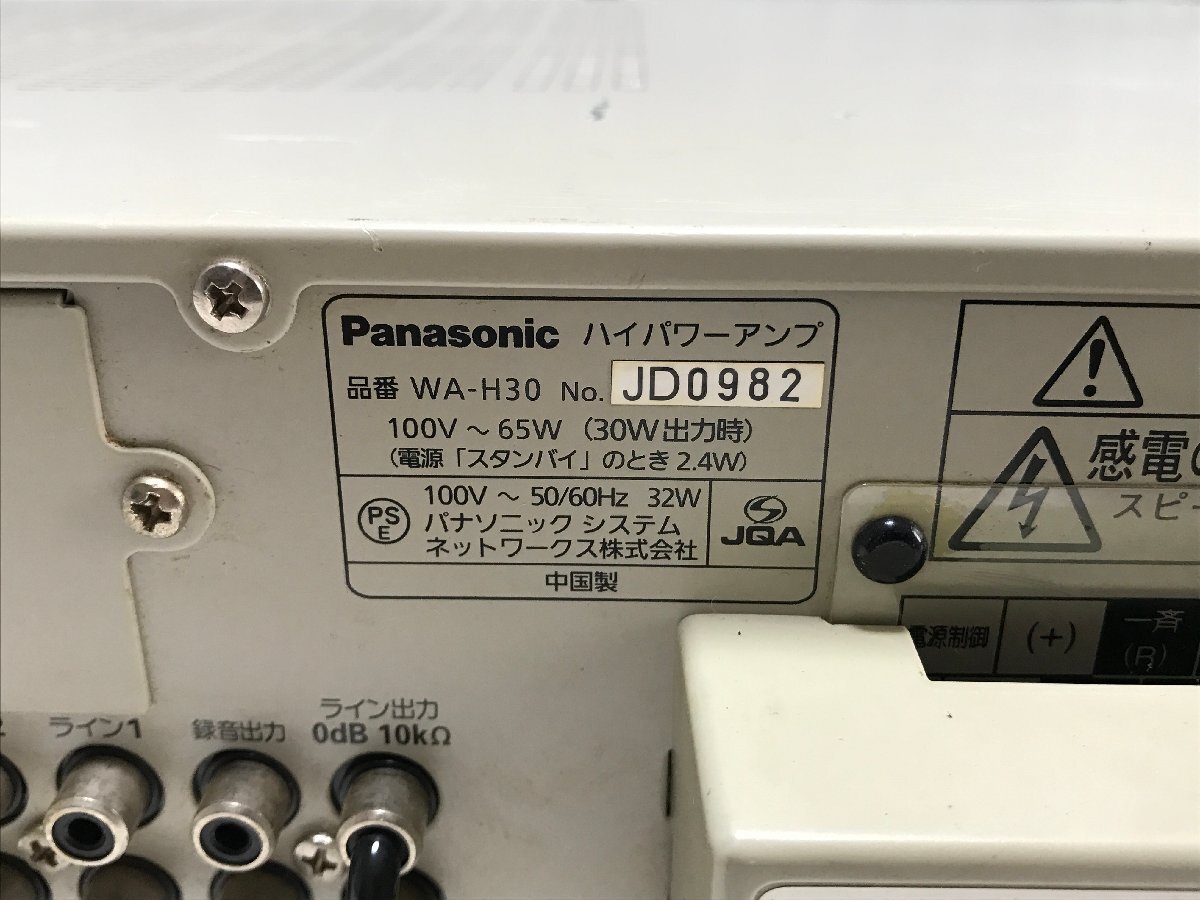 Panasonic ハイパワーアンプ
品番 WA-H30 No. JD0982
100V ～ 65W (30W出力時)
(電源「スタンバイ」のとき 2.4W)
PS E
100V ～ 50/60Hz 32W
パナソニック システム
ネットワークス株式会社
JQA
中国製
感電の
スピー
電源制御 (+) 一斉
(R)
ライン1 録音出力 ライン出力
0dB 10kΩ